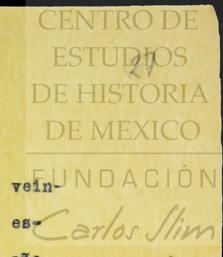 CENTRO DE
ESTUDIOS
27
DE HISTORIA
DE MEXICO
FUNDACIÓN
vein-
es-
Carlos Slim